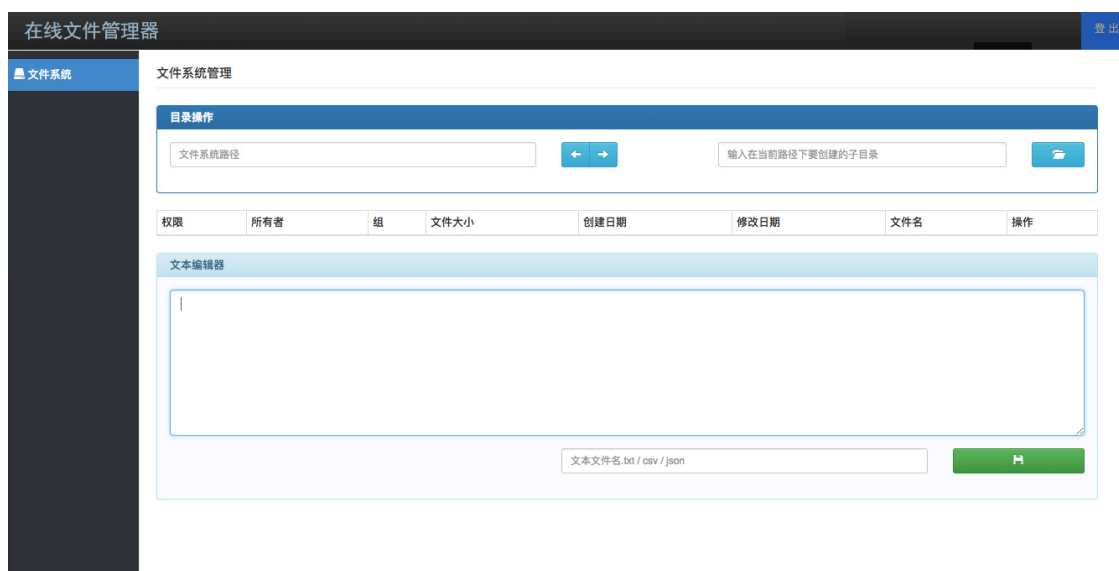 在线文件管理器
登出
文件系统
文件系统管理
目录操作
文件系统路径
输入在当前路径下要创建的子目录
权限 所有者 组 文件大小 创建日期 修改日期 文件名 操作
文本编辑器
文本文件名.txt / csv / json